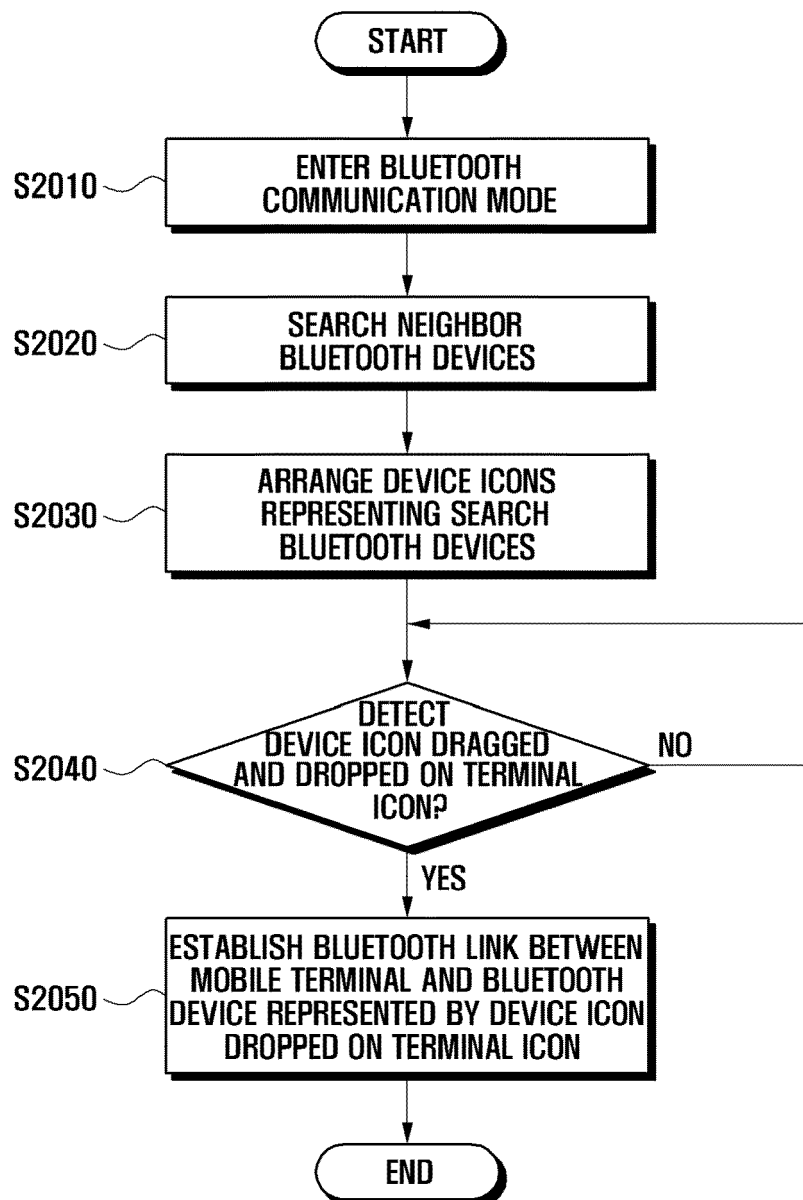 START
S2010
ENTER BLUETOOTH
COMMUNICATION MODE
S2020
SEARCH NEIGHBOR
BLUETOOTH DEVICES
S2030
ARRANGE DEVICE ICONS
REPRESENTING SEARCH
BLUETOOTH DEVICES
S2040
DETECT
DEVICE ICON DRAGGED
AND DROPPED ON TERMINAL
ICON?
NO
YES
S2050
ESTABLISH BLUETOOTH LINK BETWEEN
MOBILE TERMINAL AND BLUETOOTH
DEVICE REPRESENTED BY DEVICE ICON
DROPPED ON TERMINAL ICON
END